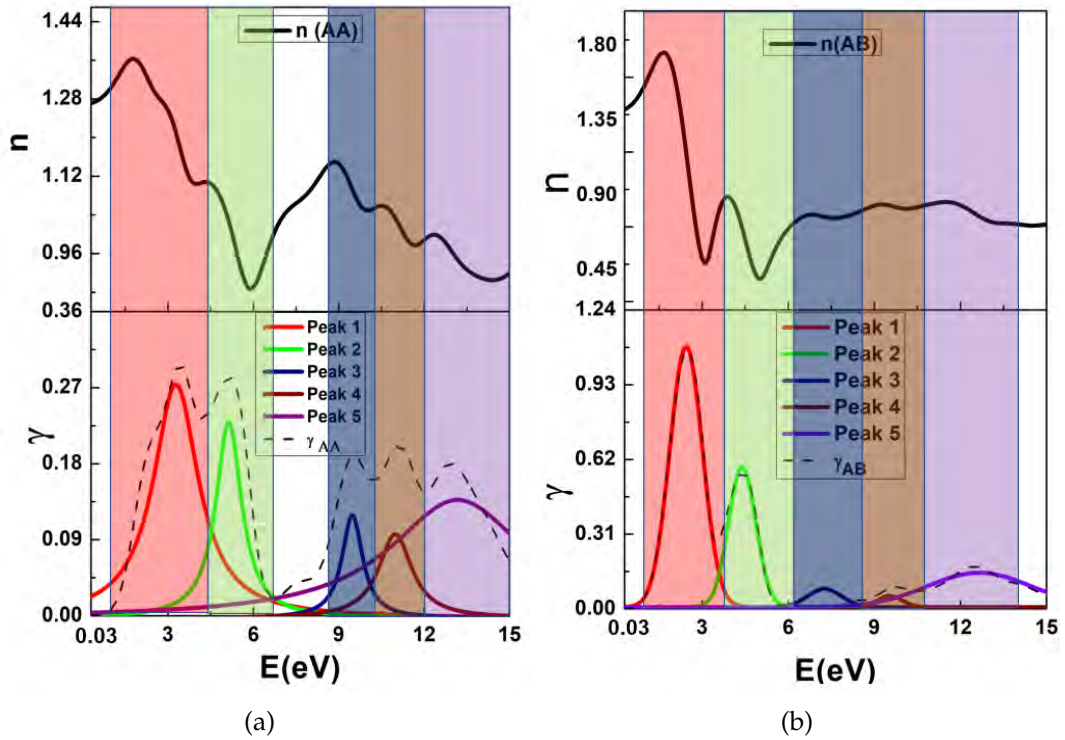 n (AA)
1.44
1.28
1.12
0.96
n
0.36
0.27
0.18
0.09
0.00
γ
Peak 1
Peak 2
Peak 3
Peak 4
Peak 5
γAA
0.03 3 6 9 12 15
E(eV)
(a)
n(AB)
1.80
1.35
0.90
0.45
n
1.24
0.93
0.62
0.31
0.00
γ
Peak 1
Peak 2
Peak 3
Peak 4
Peak 5
γAB
0.03 3 6 9 12 15
E(eV)
(b)